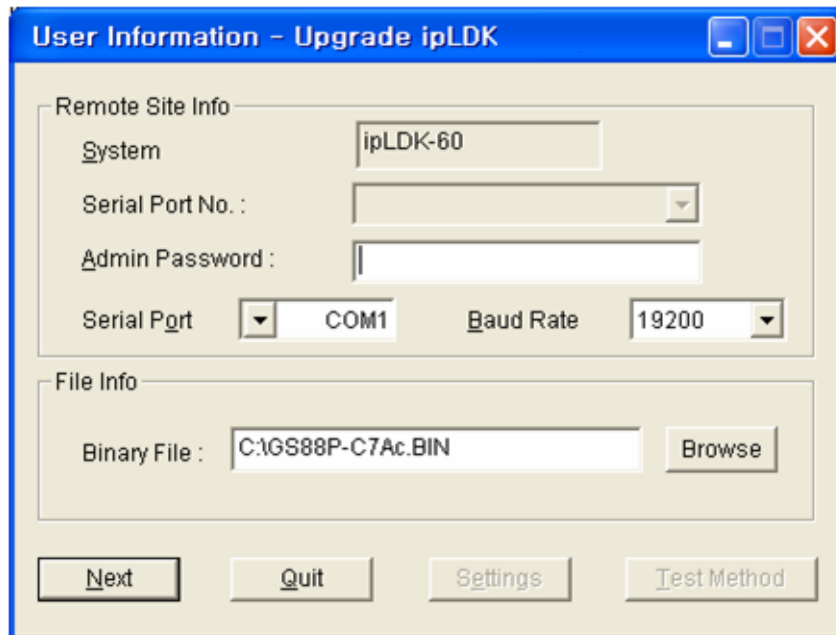 User Information - Upgrade ipLDK
Remote Site Info
System ipLDK-60
Serial Port No. :
Admin Password :
Serial Port COM1 Baud Rate 19200
File Info
Binary File : C:\GS88P-C7Ac.BIN Browse
Next Quit Settings Test Method